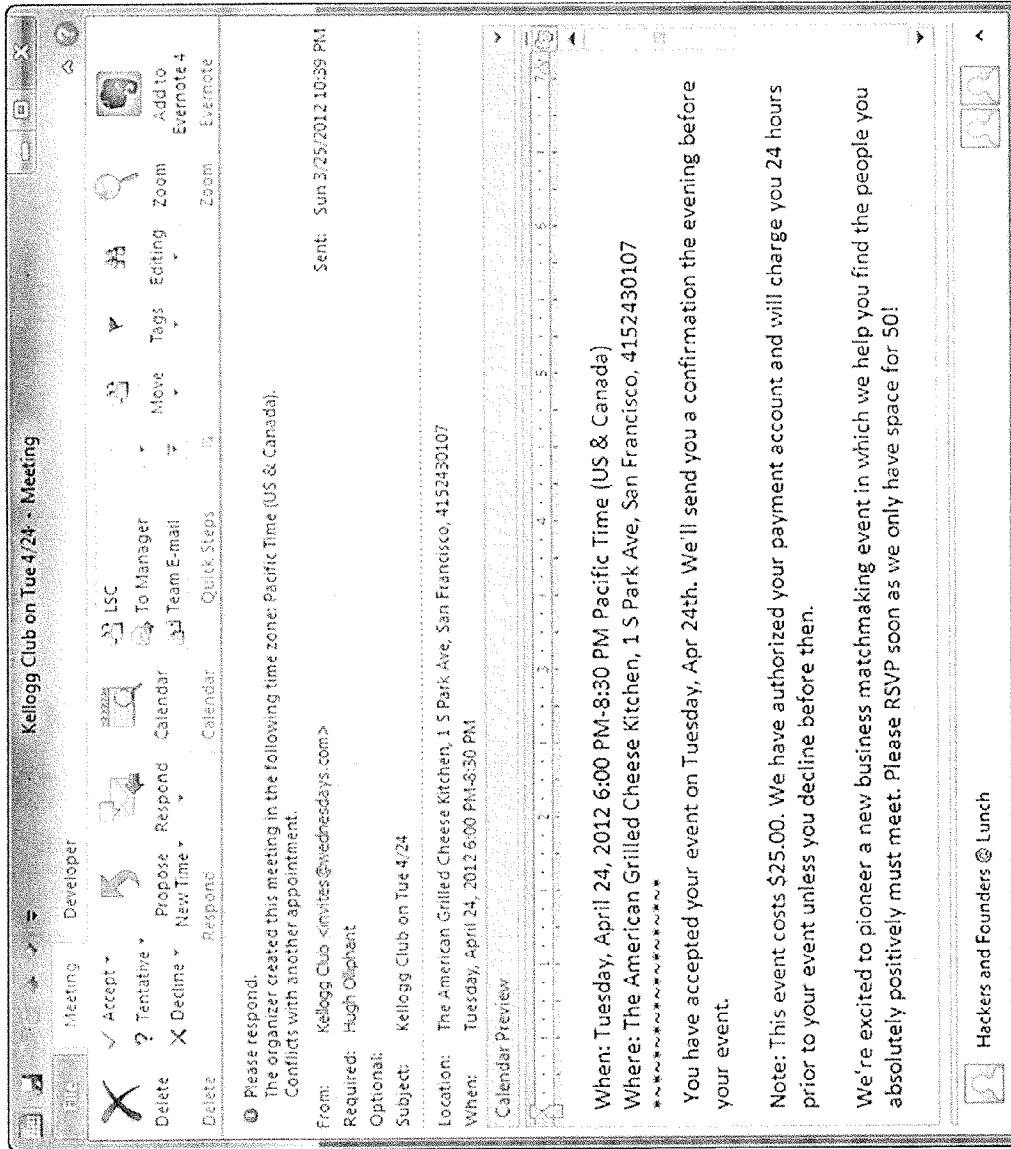 Kellogg Club on Tue 4/24 - Meeting
File Meeting Developer
Delete
Accept
? Tentative
X Decline
Propose
New Time
Respond
Calendar
LSC
To Manager
Team E-mail
Move
Tags
Editing
Zoom
Add to
Evernote 4
Delete Respond Calendar Quick Steps Zoom Evernote
Please respond.
The organizer created this meeting in the following time zone: Pacific Time (US & Canada).
Conflicts with another appointment.
From: Kellogg Club <invites@wednesdays.com> Sent: Sun 3/25/2012 10:39 PM
Required: Hugh Oliphant
Optional:
Subject: Kellogg Club on Tue 4/24
Location: The American Grilled Cheese Kitchen, 1 S Park Ave, San Francisco, 4152430107
When: Tuesday, April 24, 2012 6:00 PM-8:30 PM
Calendar Preview
1 2 3 4 5 6 7
When: Tuesday, April 24, 2012 6:00 PM-8:30 PM Pacific Time (US & Canada)
Where: The American Grilled Cheese Kitchen, 1 S Park Ave, San Francisco, 4152430107
*~*~*~*~*~*~*~*~*~*
You have accepted your event on Tuesday, Apr 24th. We'll send you a confirmation the evening before
your event.
Note: This event costs $25.00. We have authorized your payment account and will charge you 24 hours
prior to your event unless you decline before then.
We're excited to pioneer a new business matchmaking event in which we help you find the people you
absolutely positively must meet. Please RSVP soon as we only have space for 50!
Hackers and Founders @ Lunch